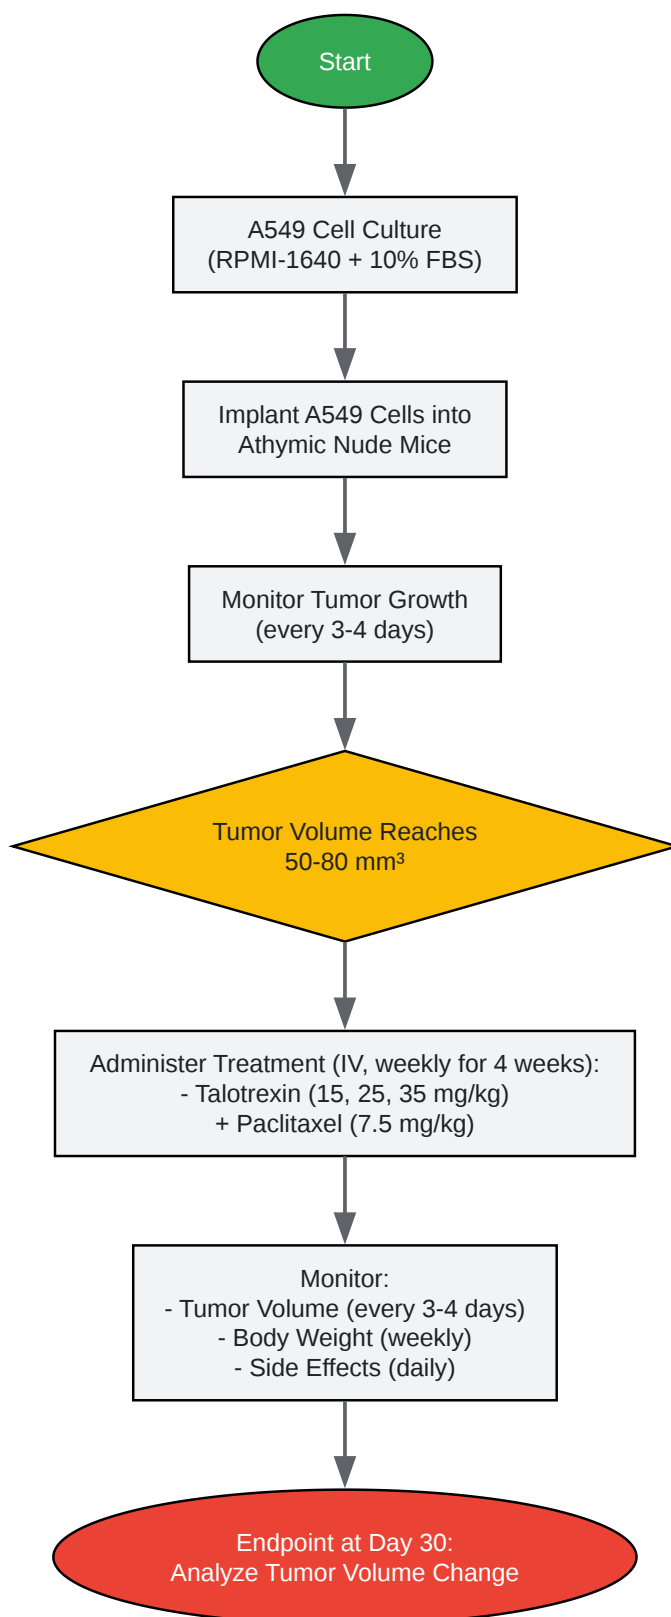 Start
A549 Cell Culture
(RPMI-1640 + 10% FBS)
Implant A549 Cells into
Athymic Nude Mice
Monitor Tumor Growth
(every 3-4 days)
Tumor Volume Reaches
50-80 mm³
Administer Treatment (IV, weekly for 4 weeks):
- Talotrexin (15, 25, 35 mg/kg)
+ Paclitaxel (7.5 mg/kg)
Monitor:
- Tumor Volume (every 3-4 days)
- Body Weight (weekly)
- Side Effects (daily)
Endpoint at Day 30:
Analyze Tumor Volume Change